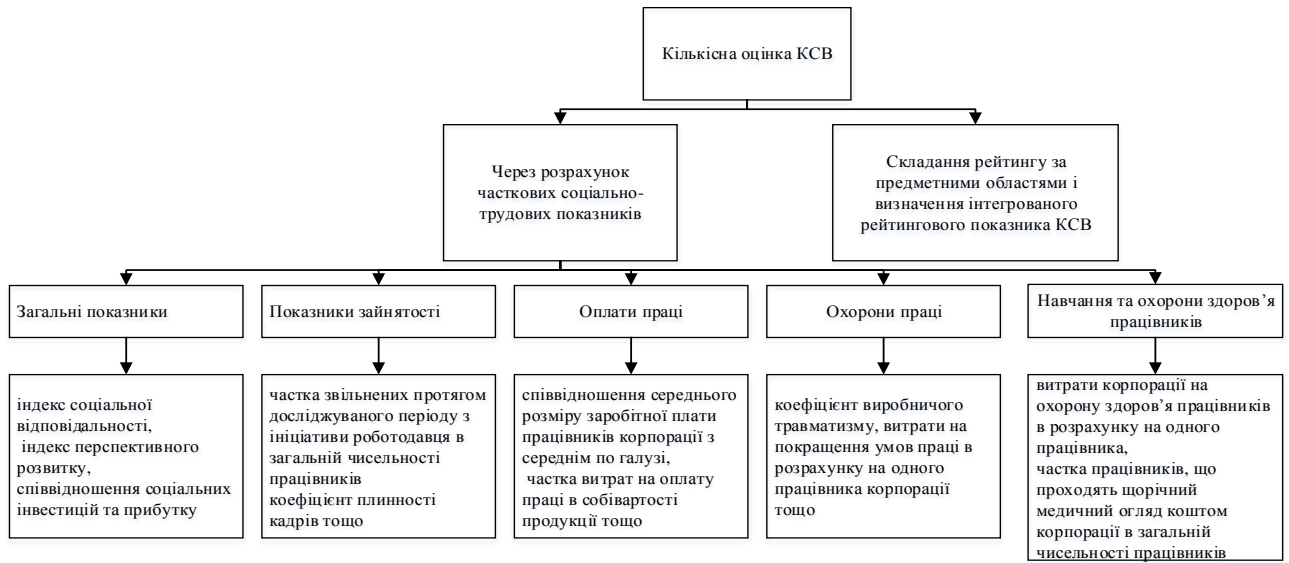 Кількісна оцінка КСВ
Через розрахунок
часткових соціально-
трудових показників
Складання рейтингу за
предметними областями і
визначення інтегрованого
рейтингового показника КСВ
Загальні показники
Показники зайнятості
Оплати праці
Охорони праці
Навчання та охорони здоров’я
працівників
індекс соціальної
відповідальності,
індекс перспективного
розвитку,
співвідношення соціальних
інвестицій та прибутку
частка звільнених протягом
досліджуваного періоду з
ініціативи роботодавця в
загальній чисельності
працівників
коефіцієнт плинності
кадрів тощо
співвідношення середнього
розміру заробітної плати
працівників корпорації з
середнім по галузі,
частка витрат на оплату
праці в собівартості
продукції тощо
коефіцієнт виробничого
травматизму, витрати на
покращення умов праці в
розрахунку на одного
працівника корпорації
тощо
витрати корпорації на
охорону здоров’я працівників
в розрахунку на одного
працівника,
частка працівників, що
проходять щорічний
медичний огляд коштом
корпорації в загальній
чисельності працівників